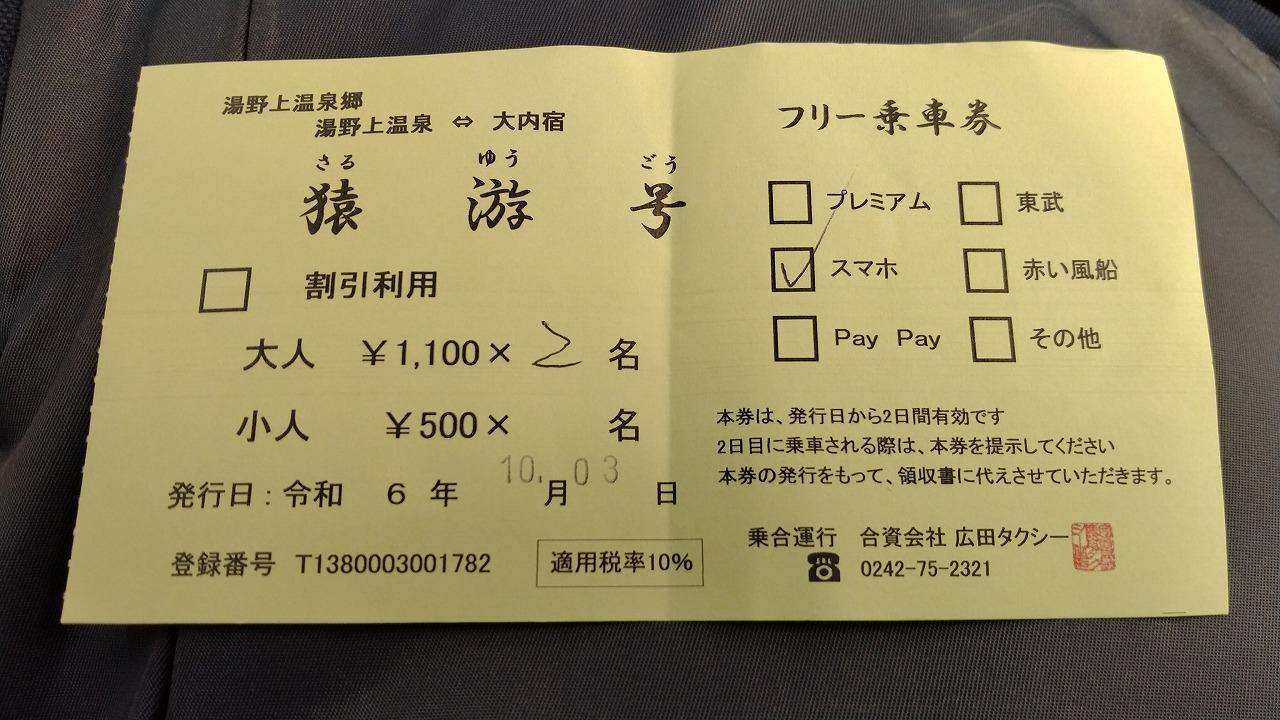 湯野上温泉郷
湯野上温泉 ⇔ 大内宿
さる ゆう ごう
猿 游 号
□ 割引利用
大人 ￥1,100× 2 名
小人 ￥500× 名
発行日：令和 6 年 10. 月 03 日
登録番号 T1380003001782 適用税率10%
フリー乗車券
□ プレミアム □ 東武
☑ スマホ □ 赤い風船
□ Pay Pay □ その他
本券は、発行日から2日間有効です
2日目に乗車される際は、本券を提示してください
本券の発行をもって、領収書に代えさせていただきます。
乗合運行 合資会社 広田タクシー
☎ 0242-75-2321